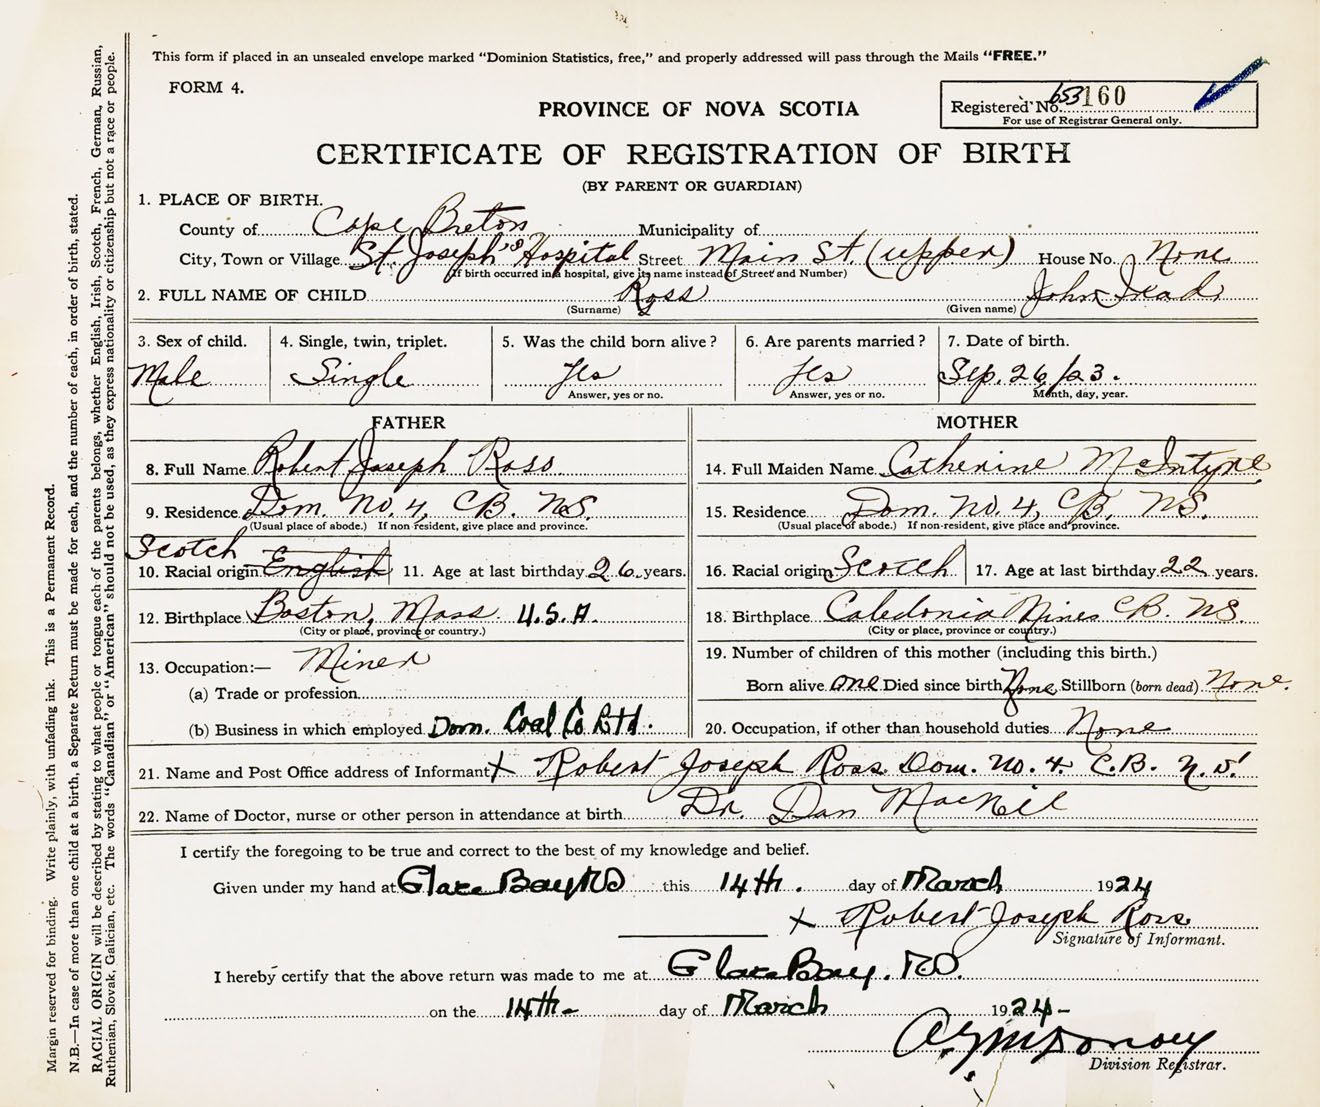 This form if placed in an unsealed envelope marked “Dominion Statistics, free,” and properly addressed will pass through the Mails “FREE.”
FORM 4.
Registered No. 653160
For use of Registrar General only.
PROVINCE OF NOVA SCOTIA
CERTIFICATE OF REGISTRATION OF BIRTH
(BY PARENT OR GUARDIAN)
1. PLACE OF BIRTH.
County of Cape Breton Municipality of
City, Town or Village St. Joseph's Hospital Street Main St (upper) House No. None
(If birth occurred in a hospital, give its name instead of Street and Number)
2. FULL NAME OF CHILD Ross John
(Surname) (Given name)
3. Sex of child. 4. Single, twin, triplet. 5. Was the child born alive? 6. Are parents married? 7. Date of birth.
Male Single Yes Yes Sep. 26/23.
Answer, yes or no. Answer, yes or no. Month, day, year.
FATHER
8. Full Name Robert Joseph Ross
9. Residence Dom. No. 4, CB. NS.
(Usual place of abode.) If non-resident, give place and province.
Scotch
10. Racial origin English 11. Age at last birthday 26 years.
12. Birthplace Boston, Mass. U.S.A.
(City or place, province or country.)
13. Occupation:— Miner
(a) Trade or profession
(b) Business in which employed Dom. Coal Co Ltd.
MOTHER
14. Full Maiden Name Catherine McIntyre
15. Residence Dom. No. 4, CB. NS.
(Usual place of abode.) If non-resident, give place and province.
16. Racial origin Scotch 17. Age at last birthday 22 years.
18. Birthplace Caledonia Mines CB. NS
(City or place, province or country.)
19. Number of children of this mother (including this birth.)
Born alive one Died since birth None Stillborn (born dead) None.
20. Occupation, if other than household duties None
21. Name and Post Office address of Informant X Robert Joseph Ross Dom. No. 4. C.B. N.S.
22. Name of Doctor, nurse or other person in attendance at birth Dr. Dan MacNeil
I certify the foregoing to be true and correct to the best of my knowledge and belief.
Given under my hand at Glace Bay NS this 14th. day of March 1924
X Robert Joseph Ross
Signature of Informant.
I hereby certify that the above return was made to me at Glace Bay. NS.
on the 14th- day of March 1924-
Division Registrar.
Margin reserved for binding. Write plainly, with unfading ink. This is a Permanent Record.
N.B.—In case of more than one child at a birth, a Separate Return must be made for each, and the number of each, in order of birth, stated.
RACIAL ORIGIN will be described by stating to what people or tongue each of the parents belongs, whether English, Irish, Scotch, French, German, Russian,
Ruthenian, Slovak, Galician, etc. The words “Canadian” or “American” should not be used, as they express nationality or citizenship but not a race or people.